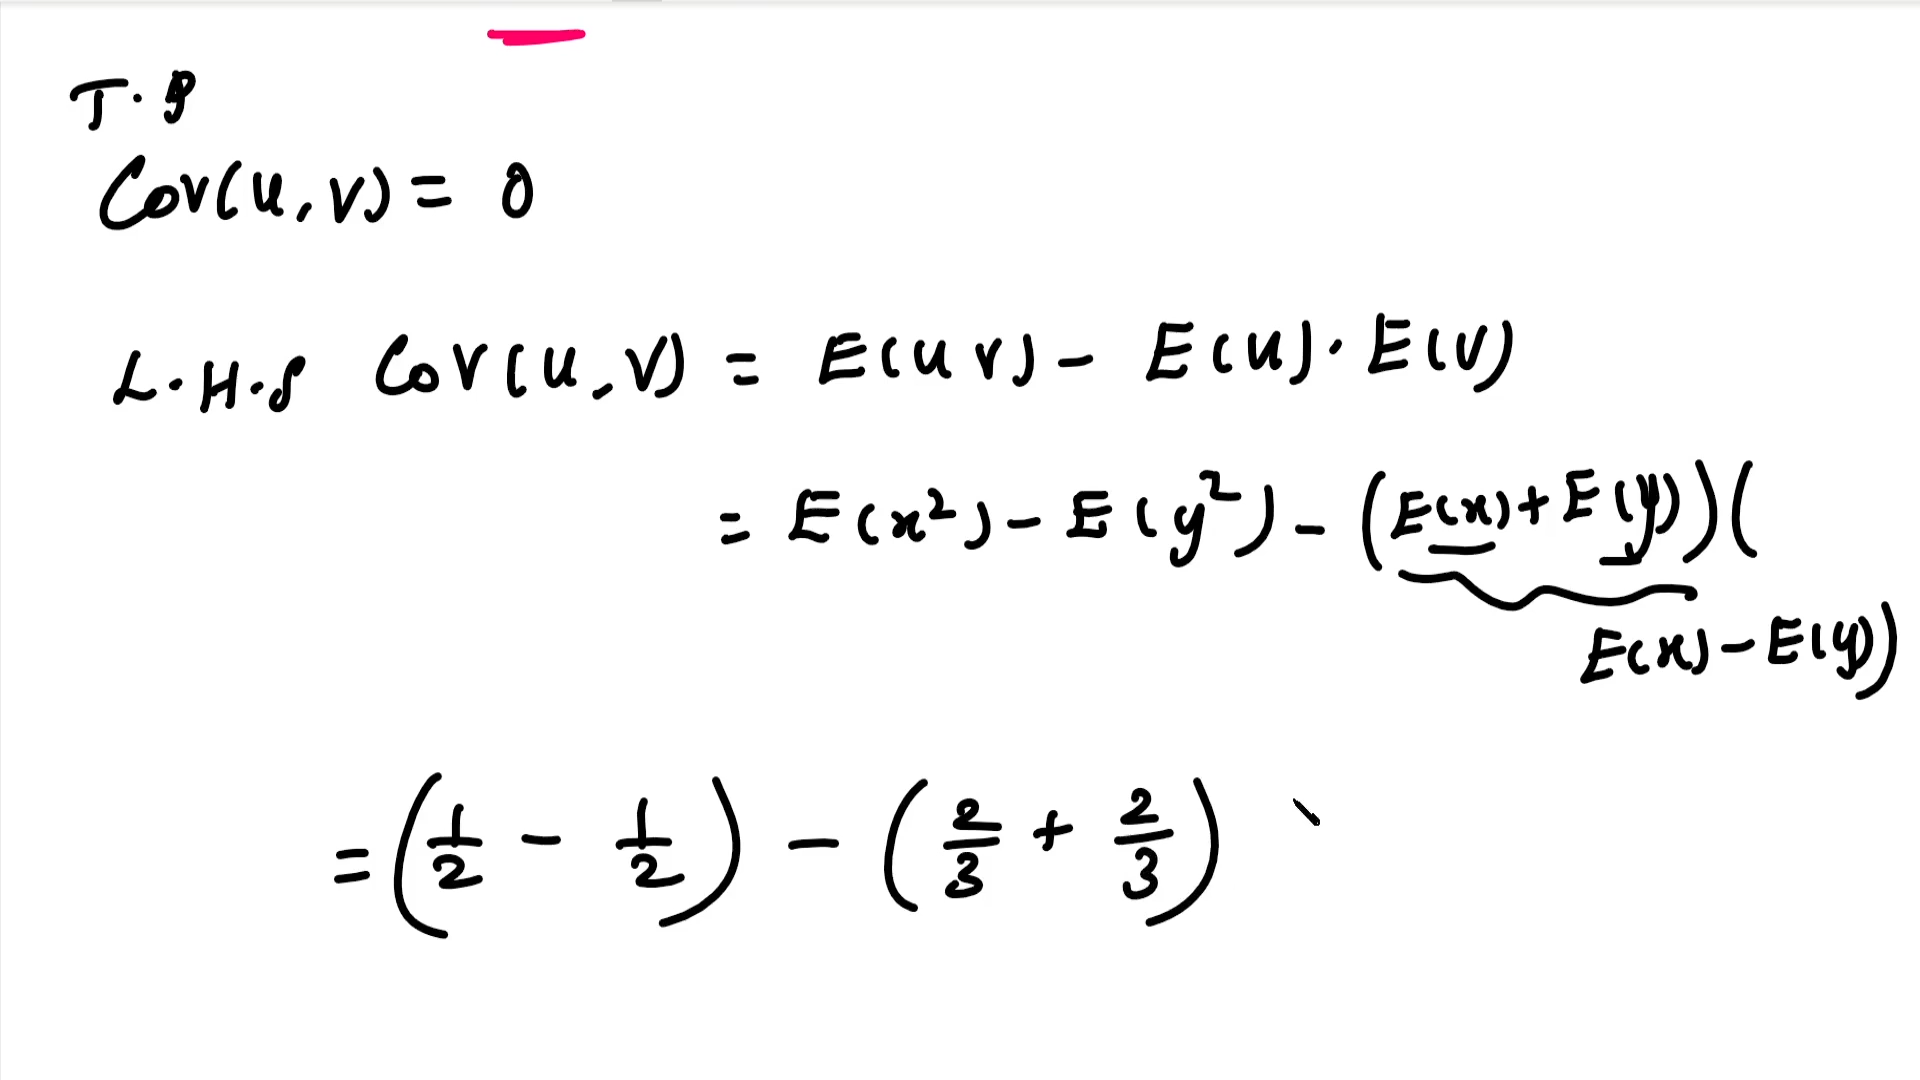 T.P
Cov(u,v) = 0
L.H.S Cov(u,v) = E(uv) - E(u)·E(v)
= E(x²) - E(y²) - (E(x)+E(y))(
E(x)-E(y))
= (1/2 - 1/2) - (2/3 + 2/3)